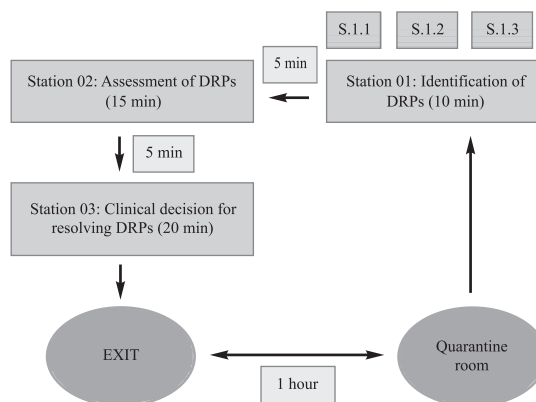 S.1.1
S.1.2
S.1.3
5 min
Station 02: Assessment of DRPs
(15 min)
Station 01: Identification of
DRPs (10 min)
5 min
Station 03: Clinical decision for
resolving DRPs (20 min)
EXIT
Quarantine
room
1 hour